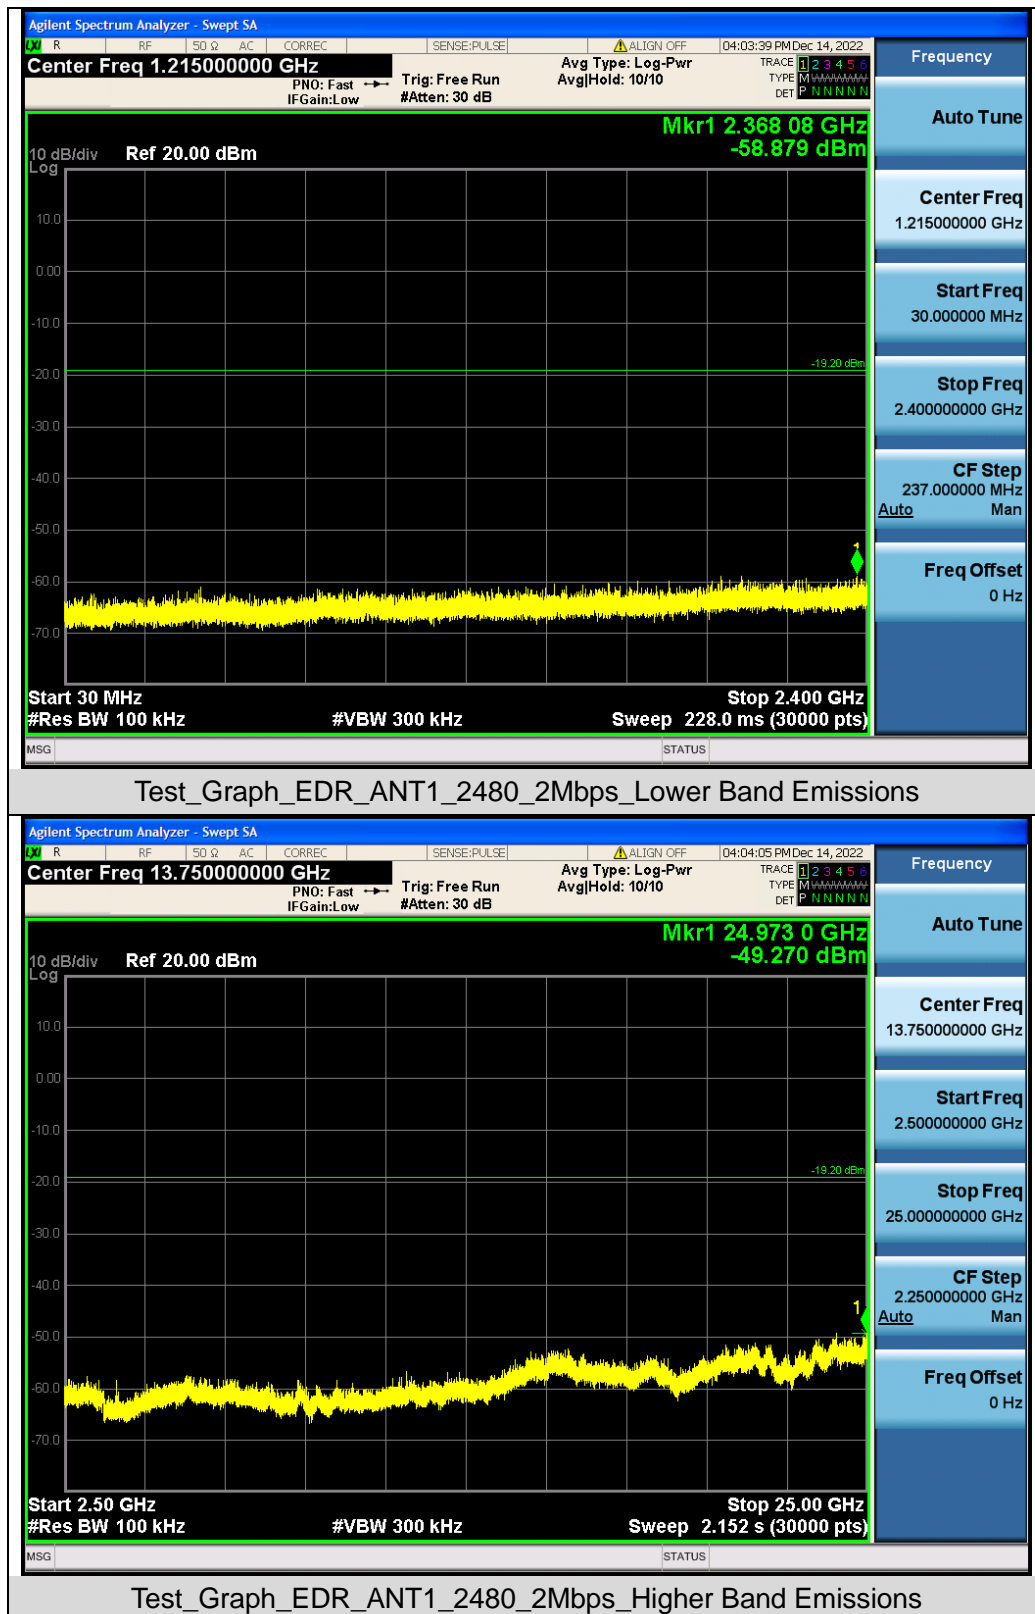 Agilent Spectrum Analyzer - Swept SA
LXI R RF 50 Ω AC CORREC SENSE:PULSE ALIGN OFF 04:03:39 PM Dec 14, 2022
Center Freq 1.215000000 GHz
PNO: Fast
IFGain:Low
Trig: Free Run
#Atten: 30 dB
Avg Type: Log-Pwr
Avg|Hold: 10/10
TRACE 1 2 3 4 5 6
TYPE M WWWWW
DET P N N N N N
Mkr1 2.368 08 GHz
-58.879 dBm
10 dB/div Ref 20.00 dBm
Log
10.0
0.00
-10.0
-19.20 dBm
-20.0
-30.0
-40.0
-50.0
1
-60.0
-70.0
Start 30 MHz Stop 2.400 GHz
#Res BW 100 kHz #VBW 300 kHz Sweep 228.0 ms (30000 pts)
MSG STATUS
Frequency
Auto Tune
Center Freq
1.215000000 GHz
Start Freq
30.000000 MHz
Stop Freq
2.400000000 GHz
CF Step
237.000000 MHz
Auto Man
Freq Offset
0 Hz
Test_Graph_EDR_ANT1_2480_2Mbps_Lower Band Emissions
Agilent Spectrum Analyzer - Swept SA
LXI R RF 50 Ω AC CORREC SENSE:PULSE ALIGN OFF 04:04:05 PM Dec 14, 2022
Center Freq 13.750000000 GHz
PNO: Fast
IFGain:Low
Trig: Free Run
#Atten: 30 dB
Avg Type: Log-Pwr
Avg|Hold: 10/10
TRACE 1 2 3 4 5 6
TYPE M WWWWW
DET P N N N N N
Mkr1 24.973 0 GHz
-49.270 dBm
10 dB/div Ref 20.00 dBm
Log
10.0
0.00
-10.0
-19.20 dBm
-20.0
-30.0
-40.0
1
-50.0
-60.0
-70.0
Start 2.50 GHz Stop 25.00 GHz
#Res BW 100 kHz #VBW 300 kHz Sweep 2.152 s (30000 pts)
MSG STATUS
Frequency
Auto Tune
Center Freq
13.750000000 GHz
Start Freq
2.500000000 GHz
Stop Freq
25.000000000 GHz
CF Step
2.250000000 GHz
Auto Man
Freq Offset
0 Hz
Test_Graph_EDR_ANT1_2480_2Mbps_Higher Band Emissions